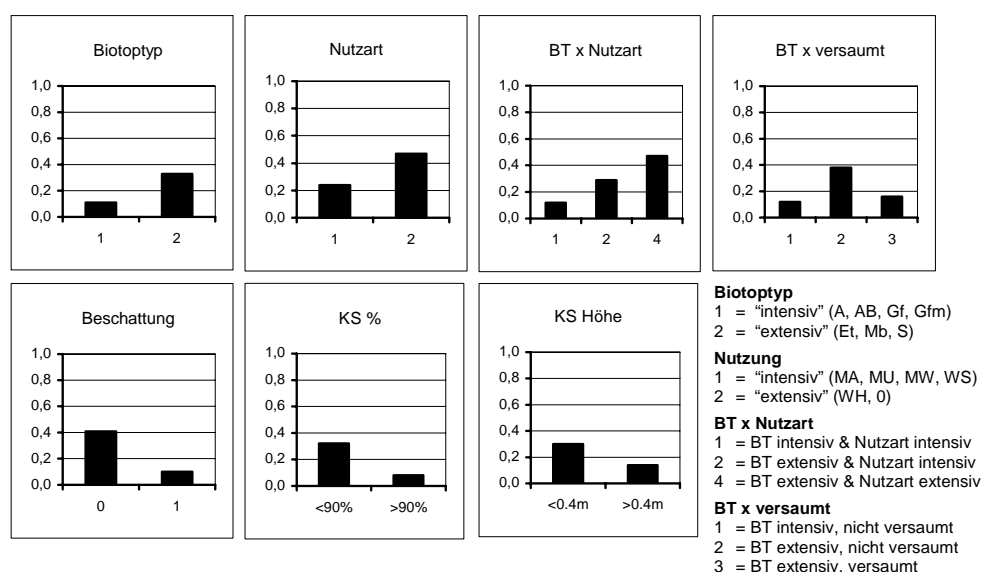 Biotoptyp
1,0
0,8
0,6
0,4
0,2
0,0
1 2
Nutzart
1,0
0,8
0,6
0,4
0,2
0,0
1 2
BT x Nutzart
1,0
0,8
0,6
0,4
0,2
0,0
1 2 4
BT x versaumt
1,0
0,8
0,6
0,4
0,2
0,0
1 2 3
Beschattung
1,0
0,8
0,6
0,4
0,2
0,0
0 1
KS %
1,0
0,8
0,6
0,4
0,2
0,0
<90% >90%
KS Höhe
1,0
0,8
0,6
0,4
0,2
0,0
<0.4m >0.4m
Biotoptyp
1 = “intensiv” (A, AB, Gf, Gfm)
2 = “extensiv” (Et, Mb, S)
Nutzung
1 = “intensiv” (MA, MU, MW, WS)
2 = “extensiv” (WH, 0)
BT x Nutzart
1 = BT intensiv & Nutzart intensiv
2 = BT extensiv & Nutzart intensiv
4 = BT extensiv & Nutzart extensiv
BT x versaumt
1 = BT intensiv, nicht versaumt
2 = BT extensiv, nicht versaumt
3 = BT extensiv, versaumt